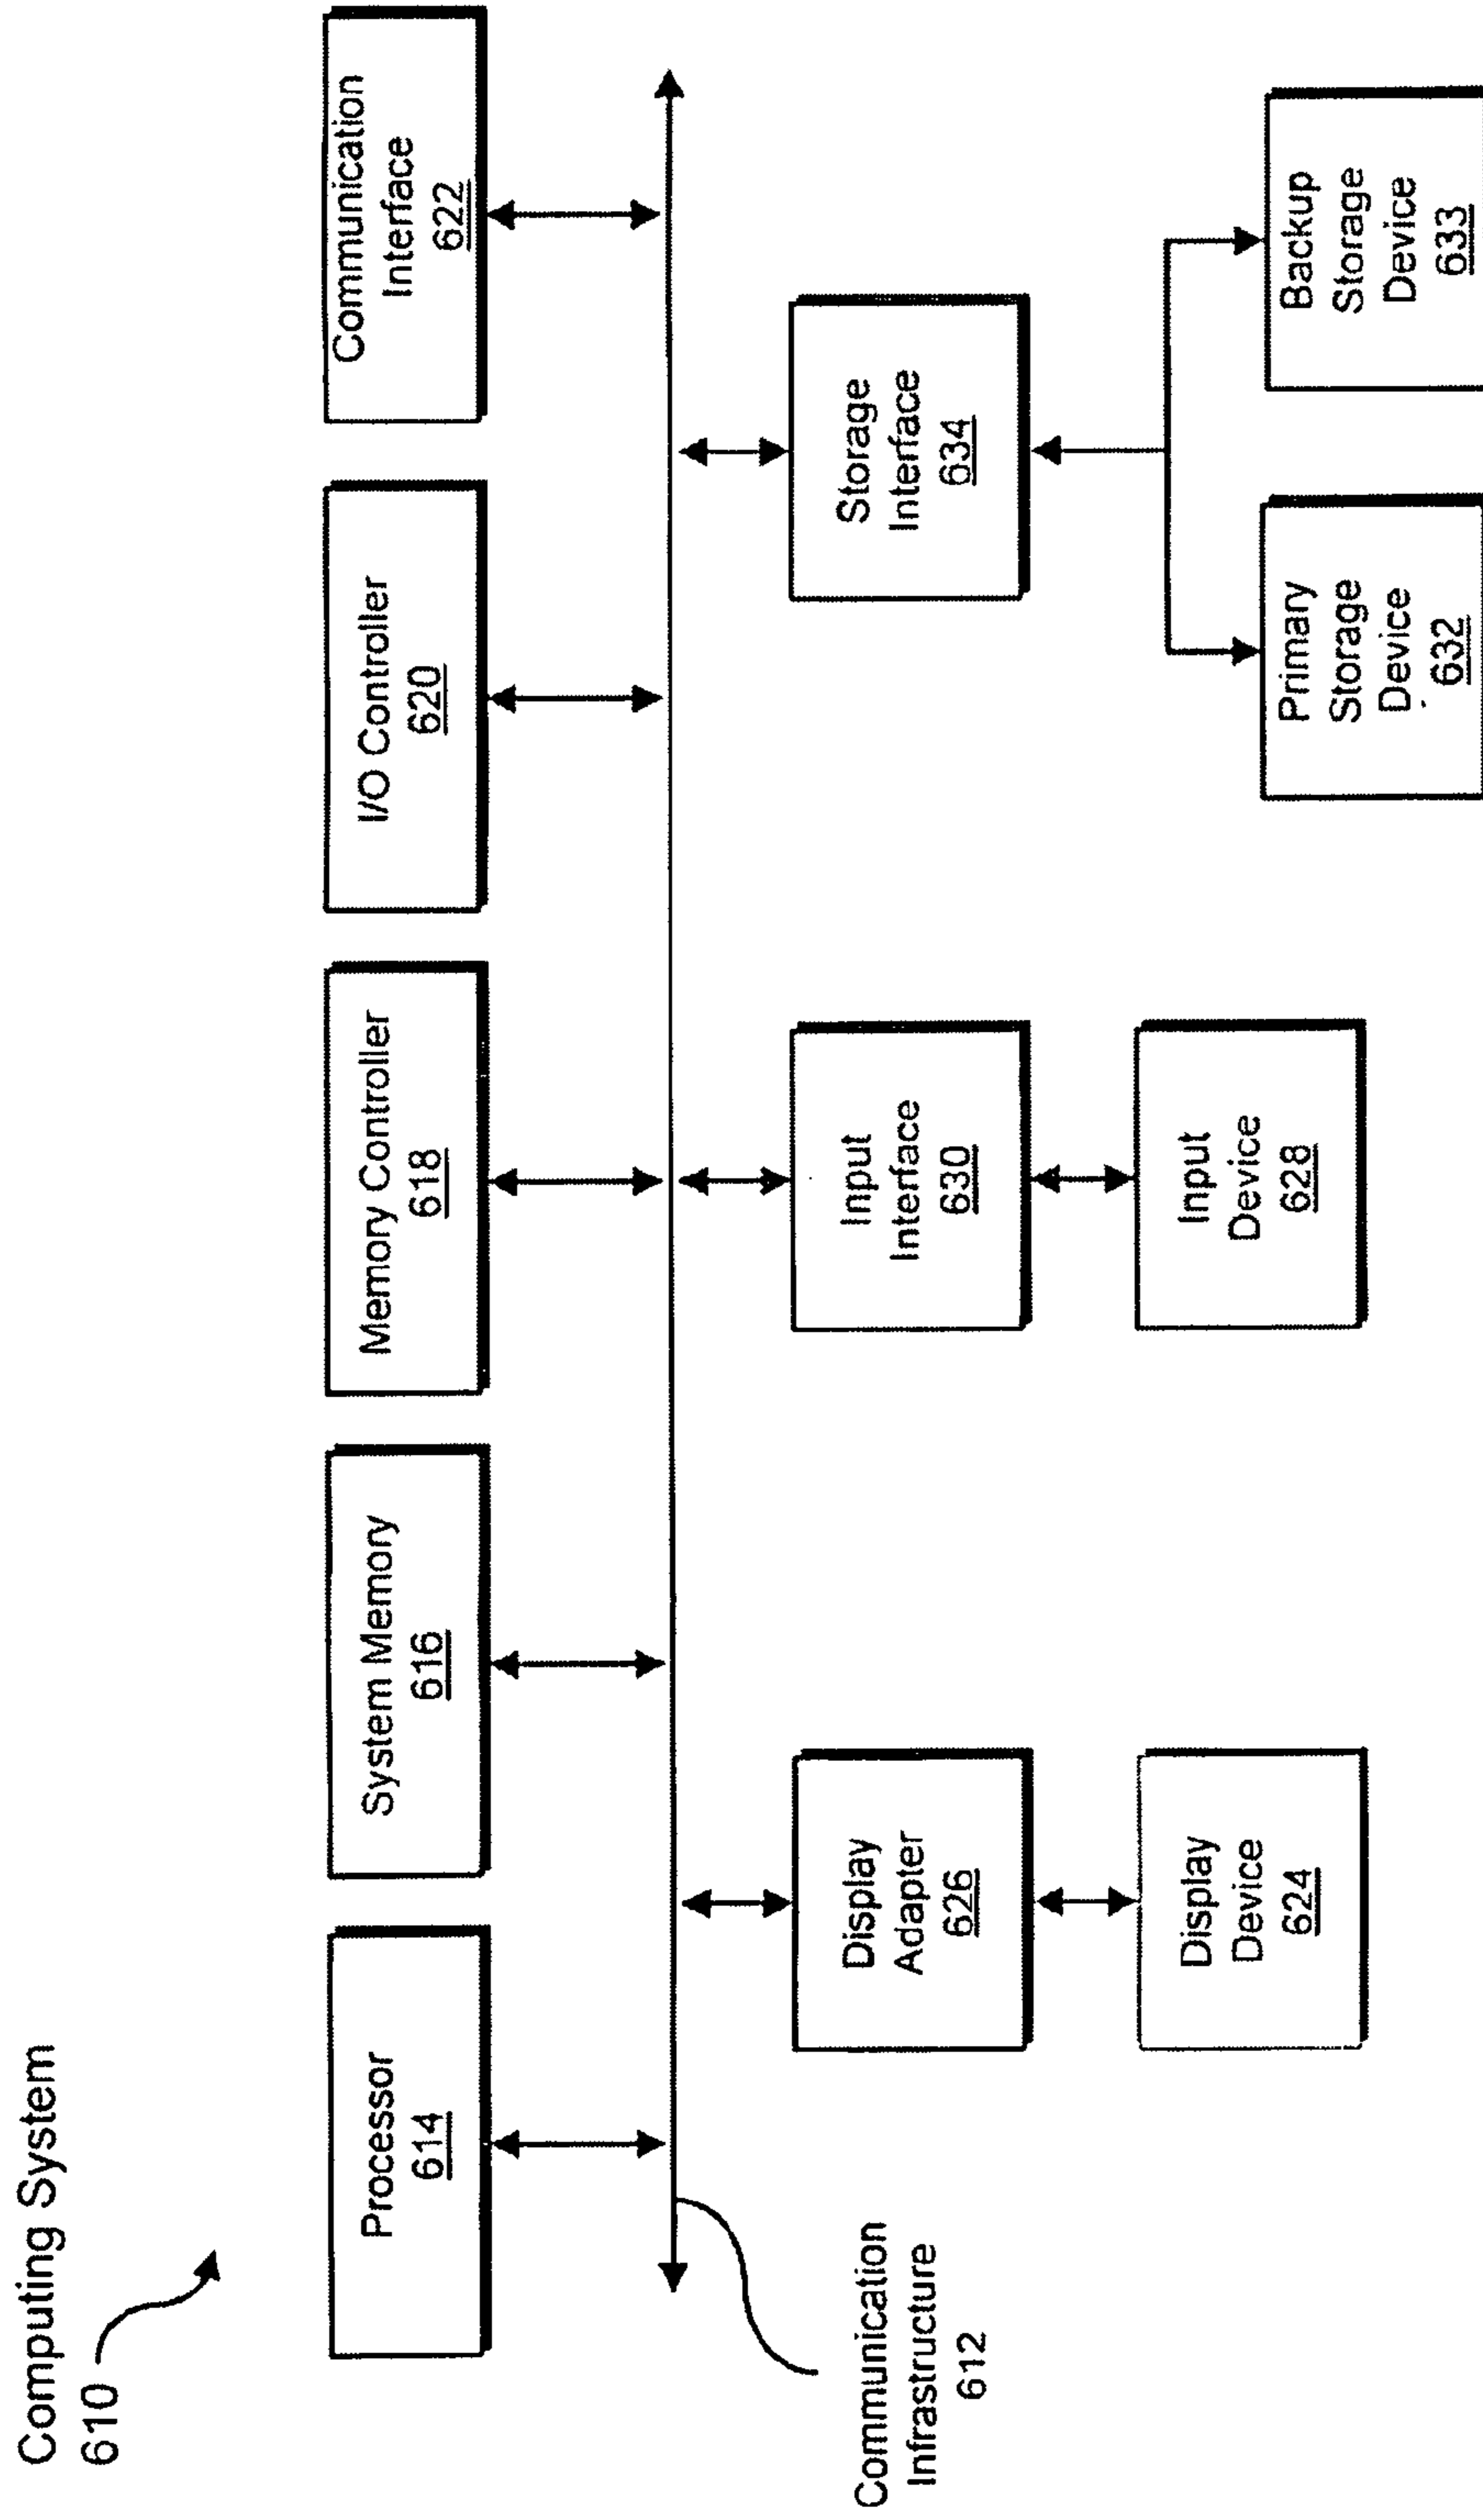 Computing System
610
Processor
614
System Memory
616
Memory Controller
618
I/O Controller
620
Communication
Interface
622
Communication
Infrastructure
612
Display
Adapter
626
Input
Interface
630
Storage
Interface
634
Display
Device
624
Input
Device
628
Primary
Storage
Device
632
Backup
Storage
Device
633